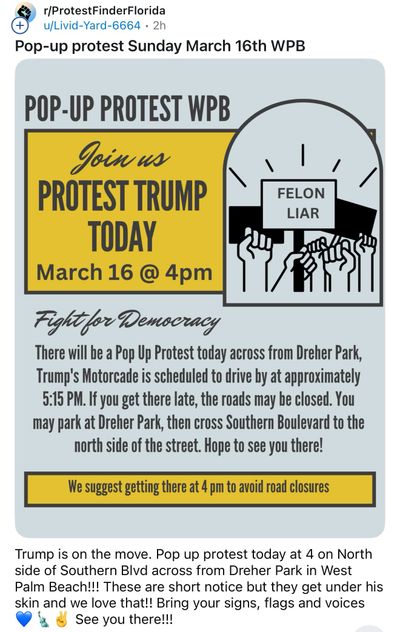 r/ProtestFinderFlorida
u/Livid-Yard-6664 • 2h
Pop-up protest Sunday March 16th WPB
POP-UP PROTEST WPB
Join us
PROTEST TRUMP
TODAY
March 16 @ 4pm
FELON
LIAR
Fight for Democracy
There will be a Pop Up Protest today across from Dreher Park,
Trump's Motorcade is scheduled to drive by at approximately
5:15 PM. If you get there late, the roads may be closed. You
may park at Dreher Park, then cross Southern Boulevard to the
north side of the street. Hope to see you there!
We suggest getting there at 4 pm to avoid road closures
Trump is on the move. Pop up protest today at 4 on North
side of Southern Blvd across from Dreher Park in West
Palm Beach!!! These are short notice but they get under his
skin and we love that!! Bring your signs, flags and voices
💙🗽✌️ See you there!!!